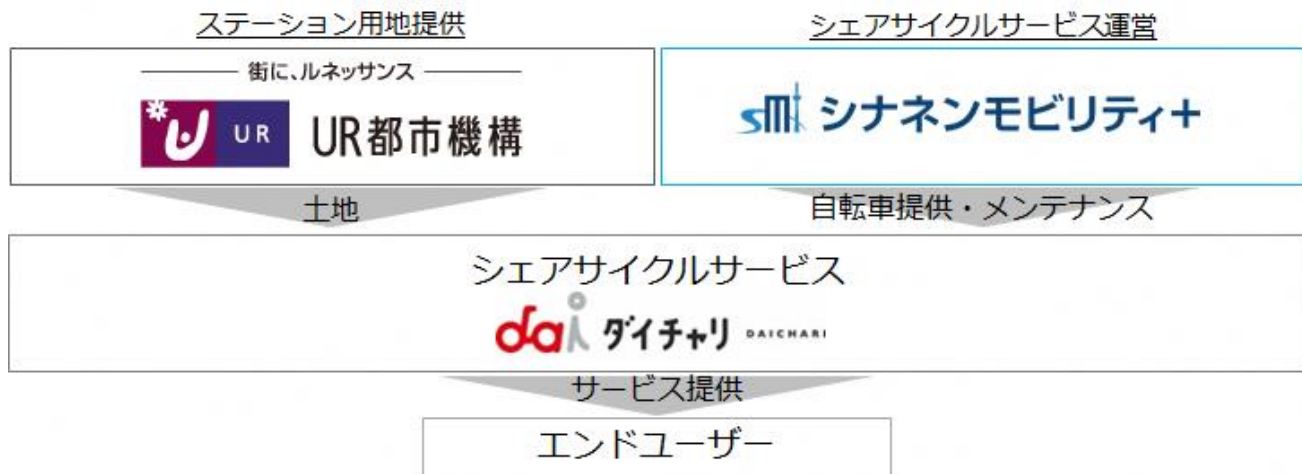 ステーション用地提供
シェアサイクルサービス運営
街に、ルネッサンス
UR
UR都市機構
smt シナネンモビリティ+
土地
自転車提供・メンテナンス
シェアサイクルサービス
dai ダイチャリ DAICHARI
サービス提供
エンドユーザー